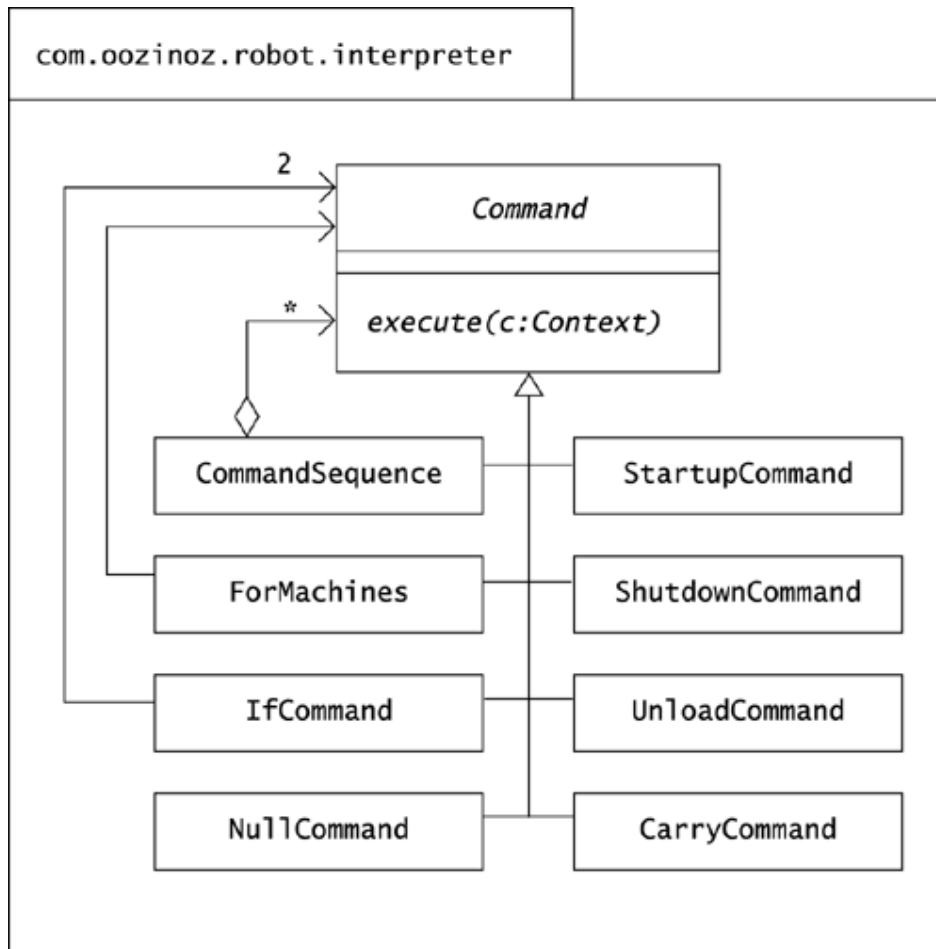 com.oozinoz.robot.interpreter
2
Command
*
execute(c:Context)
CommandSequence
StartupCommand
ForMachines
ShutdownCommand
IfCommand
UnloadCommand
NullCommand
CarryCommand